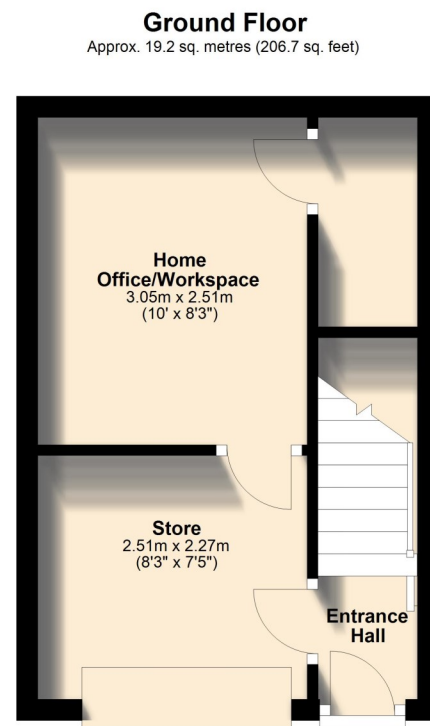 Ground Floor
Approx. 19.2 sq. metres (206.7 sq. feet)
Home
Office/Workspace
3.05m x 2.51m
(10' x 8'3")
Store
2.51m x 2.27m
(8'3" x 7'5")
Entrance
Hall